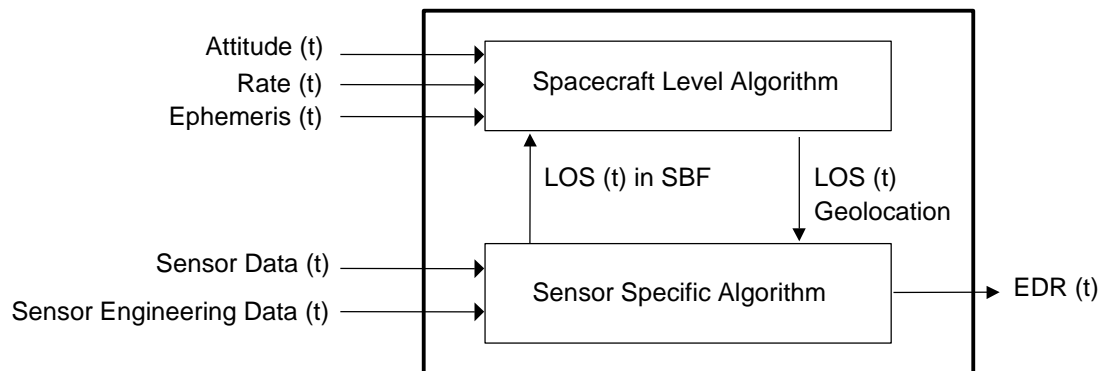 Attitude (t)
Rate (t)
Ephemeris (t)
Spacecraft Level Algorithm
LOS (t) in SBF
LOS (t)
Geolocation
Sensor Data (t)
Sensor Engineering Data (t)
Sensor Specific Algorithm
EDR (t)